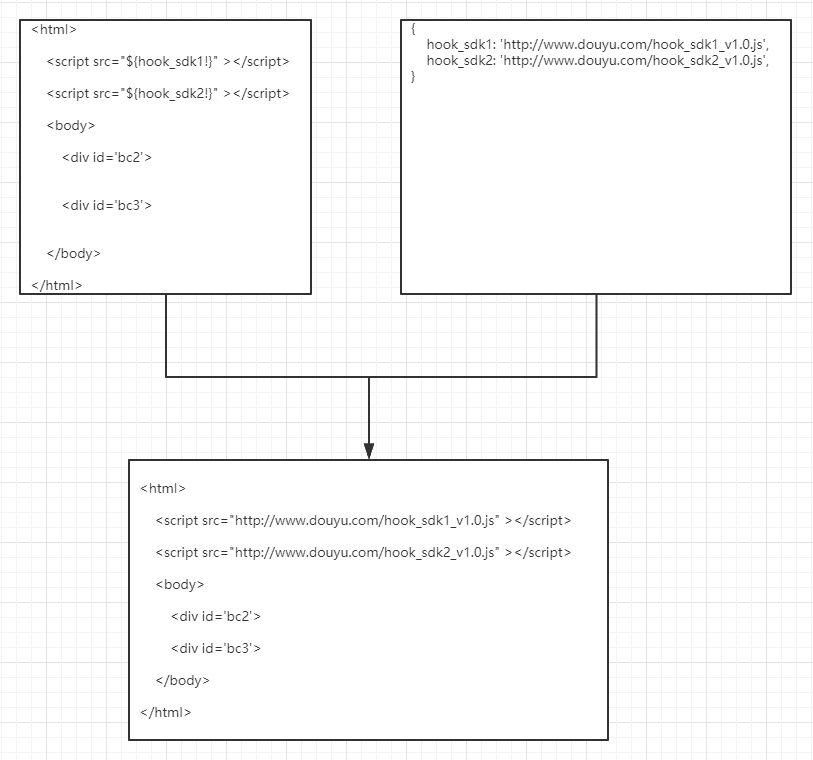 <html>
<script src="${hook_sdk1!}" ></script>
<script src="${hook_sdk2!}" ></script>
<body>
<div id='bc2'>
<div id='bc3'>
</body>
</html>
{
hook_sdk1: 'http://www.douyu.com/hook_sdk1_v1.0.js',
hook_sdk2: 'http://www.douyu.com/hook_sdk2_v1.0.js',
}
<html>
<script src="http://www.douyu.com/hook_sdk1_v1.0.js" ></script>
<script src="http://www.douyu.com/hook_sdk2_v1.0.js" ></script>
<body>
<div id='bc2'>
<div id='bc3'>
</body>
</html>